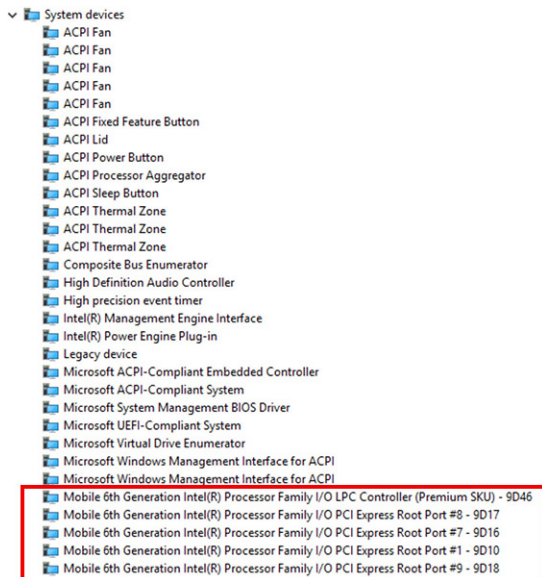 System devices
ACPI Fan
ACPI Fan
ACPI Fan
ACPI Fan
ACPI Fan
ACPI Fixed Feature Button
ACPI Lid
ACPI Power Button
ACPI Processor Aggregator
ACPI Sleep Button
ACPI Thermal Zone
ACPI Thermal Zone
ACPI Thermal Zone
Composite Bus Enumerator
High Definition Audio Controller
High precision event timer
Intel(R) Management Engine Interface
Intel(R) Power Engine Plug-in
Legacy device
Microsoft ACPI-Compliant Embedded Controller
Microsoft ACPI-Compliant System
Microsoft System Management BIOS Driver
Microsoft UEFI-Compliant System
Microsoft Virtual Drive Enumerator
Microsoft Windows Management Interface for ACPI
Microsoft Windows Management Interface for ACPI
Mobile 6th Generation Intel(R) Processor Family I/O LPC Controller (Premium SKU) - 9D46
Mobile 6th Generation Intel(R) Processor Family I/O PCI Express Root Port #8 - 9D17
Mobile 6th Generation Intel(R) Processor Family I/O PCI Express Root Port #7 - 9D16
Mobile 6th Generation Intel(R) Processor Family I/O PCI Express Root Port #1 - 9D10
Mobile 6th Generation Intel(R) Processor Family I/O PCI Express Root Port #9 - 9D18